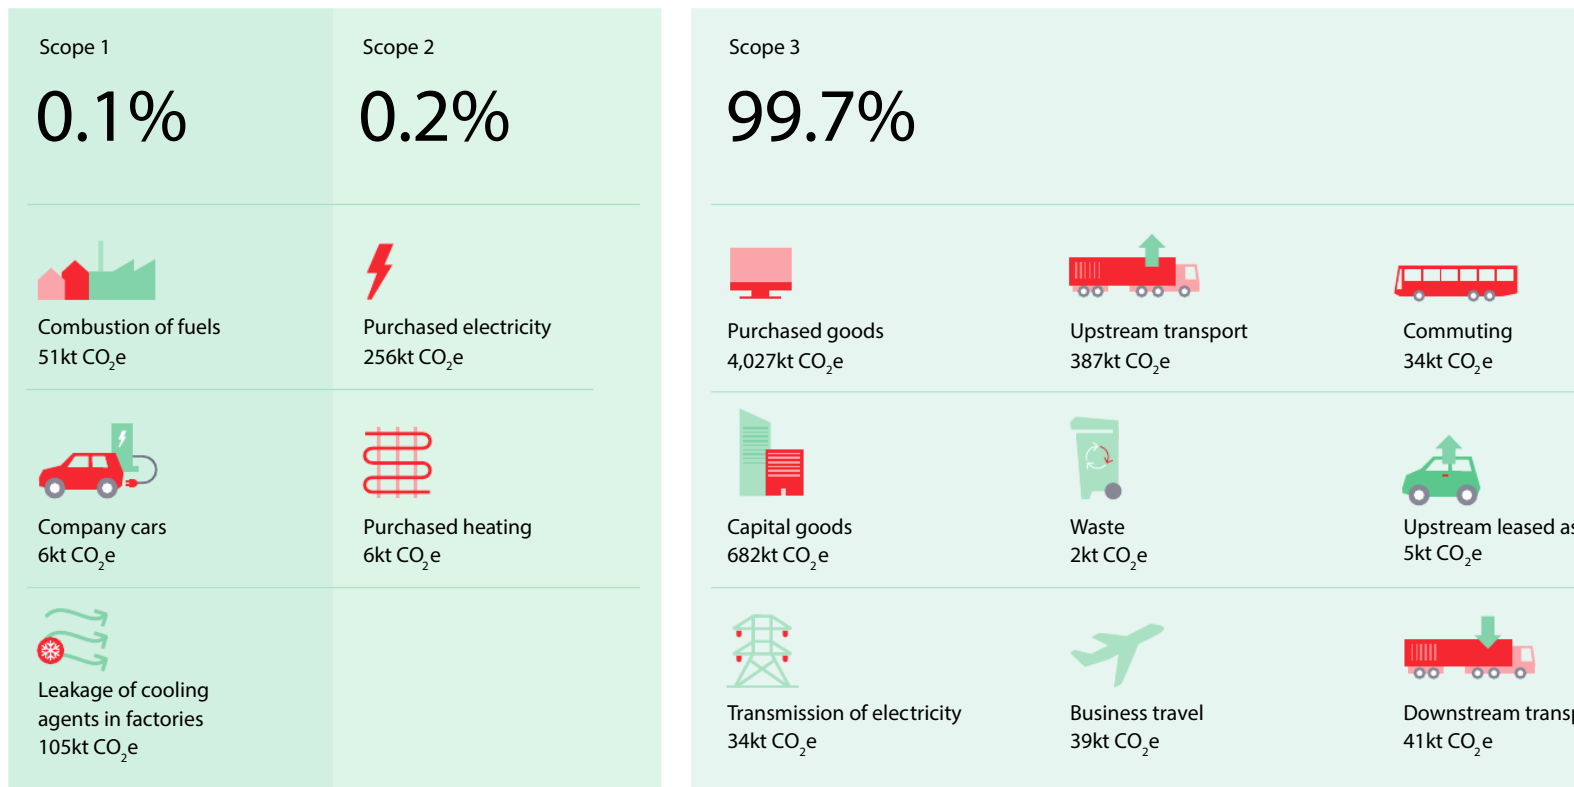 Scope 1
0.1%
Combustion of fuels
51kt CO₂e
Company cars
6kt CO₂e
Leakage of cooling
agents in factories
105kt CO₂e
Scope 2
0.2%
Purchased electricity
256kt CO₂e
Purchased heating
6kt CO₂e
Scope 3
99.7%
Purchased goods
4,027kt CO₂e
Upstream transport
387kt CO₂e
Commuting
34kt CO₂e
Capital goods
682kt CO₂e
Waste
2kt CO₂e
Upstream leased
5kt CO₂e
Transmission of electricity
34kt CO₂e
Business travel
39kt CO₂e
Downstream
41kt CO₂e